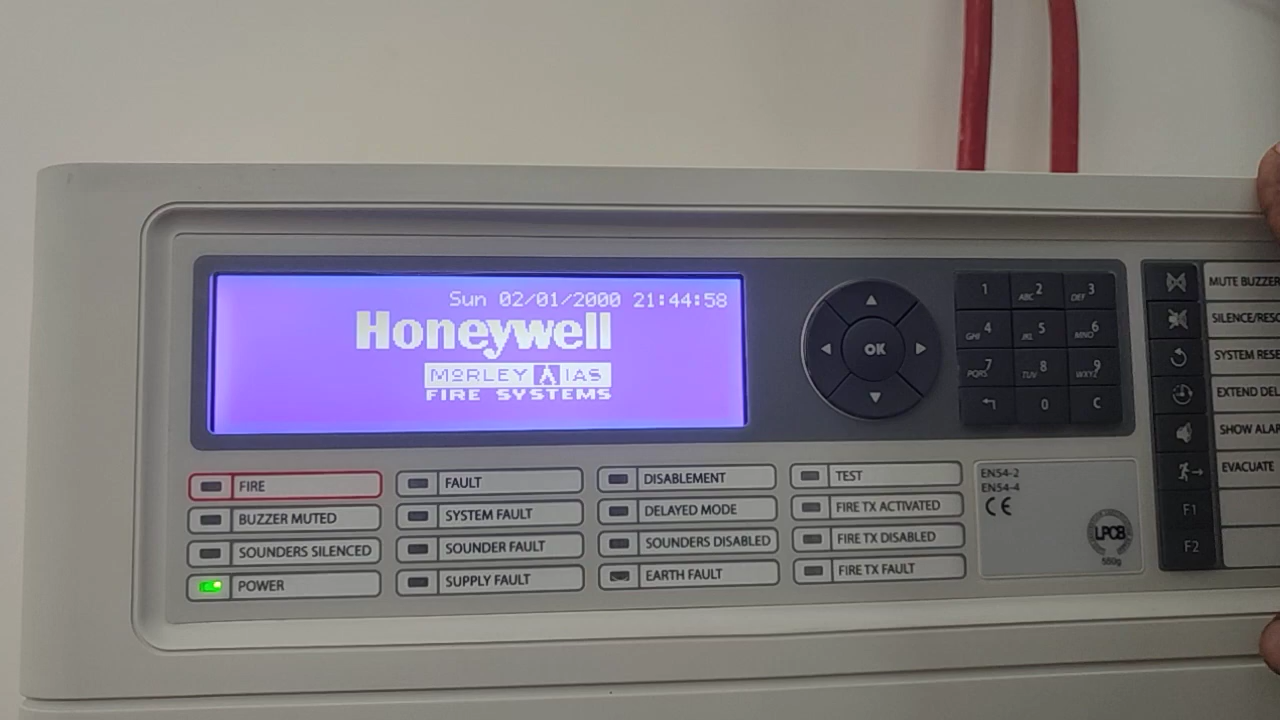 Sun 02/01/2000 21:44:58
Honeywell
MORLEY IAS
FIRE SYSTEMS
OK
1
ABC 2
DEF 3
GHI 4
JKL 5
MNO 6
PQRS 7
TUV 8
WXYZ 9
0
C
MUTE BUZZER
SILENCE/RESO
SYSTEM RESE
EXTEND DEL
SHOW ALAR
EVACUATE
F1
F2
FIRE
BUZZER MUTED
SOUNDERS SILENCED
POWER
FAULT
SYSTEM FAULT
SOUNDER FAULT
SUPPLY FAULT
DISABLEMENT
DELAYED MODE
SOUNDERS DISABLED
EARTH FAULT
TEST
FIRE TX ACTIVATED
FIRE TX DISABLED
FIRE TX FAULT
EN54-2
EN54-4
CE
LPCB
550g